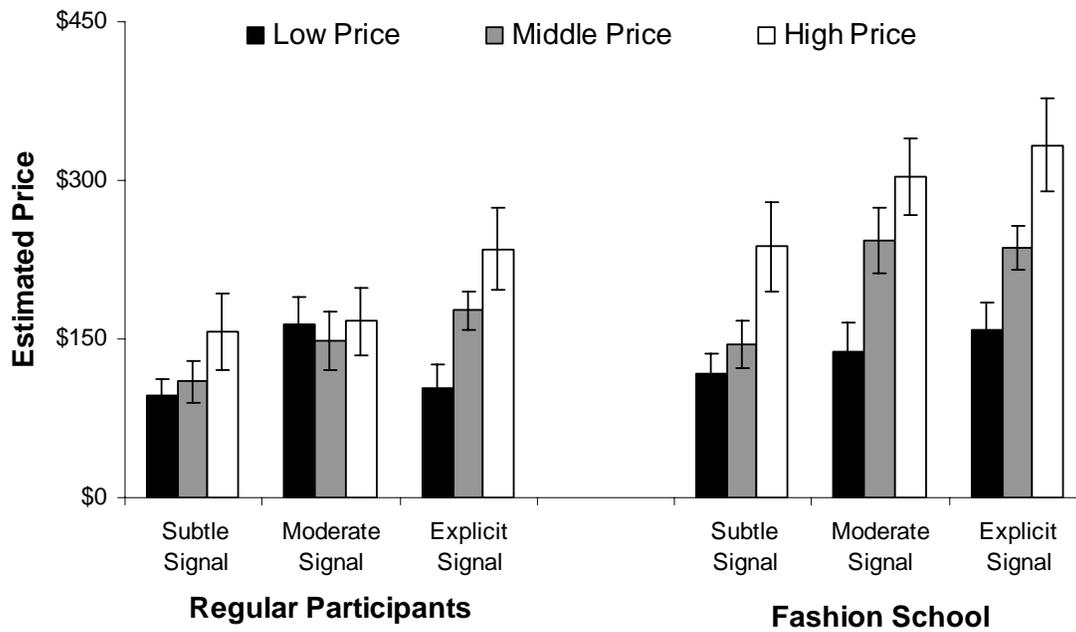 $450
Low Price
Middle Price
High Price
Estimated Price
$300
$150
$0
Subtle
Signal
Moderate
Signal
Explicit
Signal
Subtle
Signal
Moderate
Signal
Explicit
Signal
Regular Participants
Fashion School